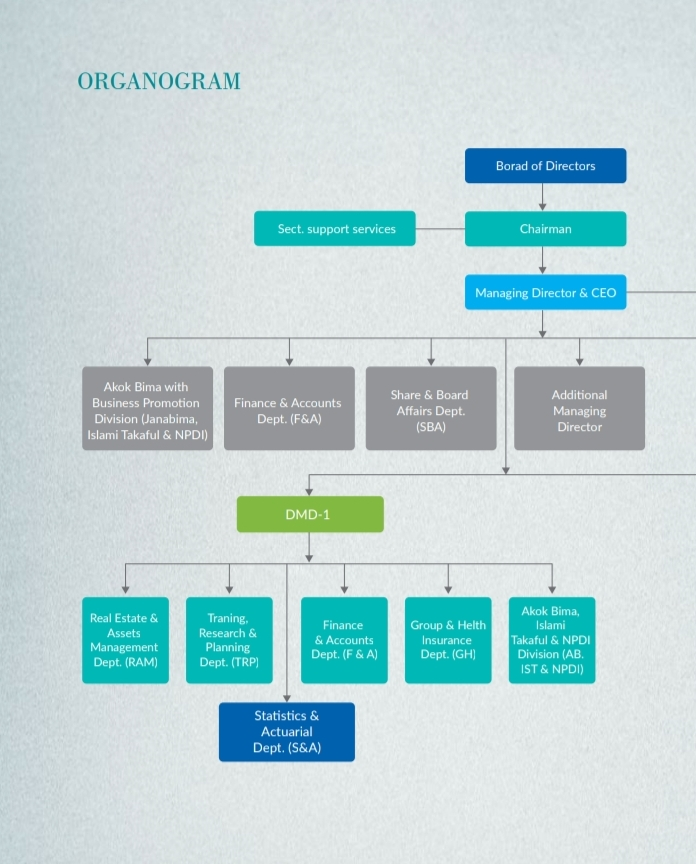 ORGANOGRAM
Borad of Directors
Sect. support services
Chairman
Managing Director & CEO
Akok Bima with
Business Promotion
Division (Janabima,
Islami Takaful & NPDI)
Finance & Accounts
Dept. (F&A)
Share & Board
Affairs Dept.
(SBA)
Additional
Managing
Director
DMD-1
Real Estate &
Assets
Management
Dept. (RAM)
Traning,
Research &
Planning
Dept. (TRP)
Finance
& Accounts
Dept. (F & A)
Group & Helth
Insurance
Dept. (GH)
Akok Bima,
Islami
Takaful & NPDI
Division (AB.
IST & NPDI)
Statistics &
Actuarial
Dept. (S&A)